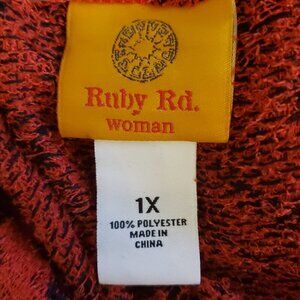 Ruby Rd.
woman
1X
100% POLYESTER
MADE IN
CHINA